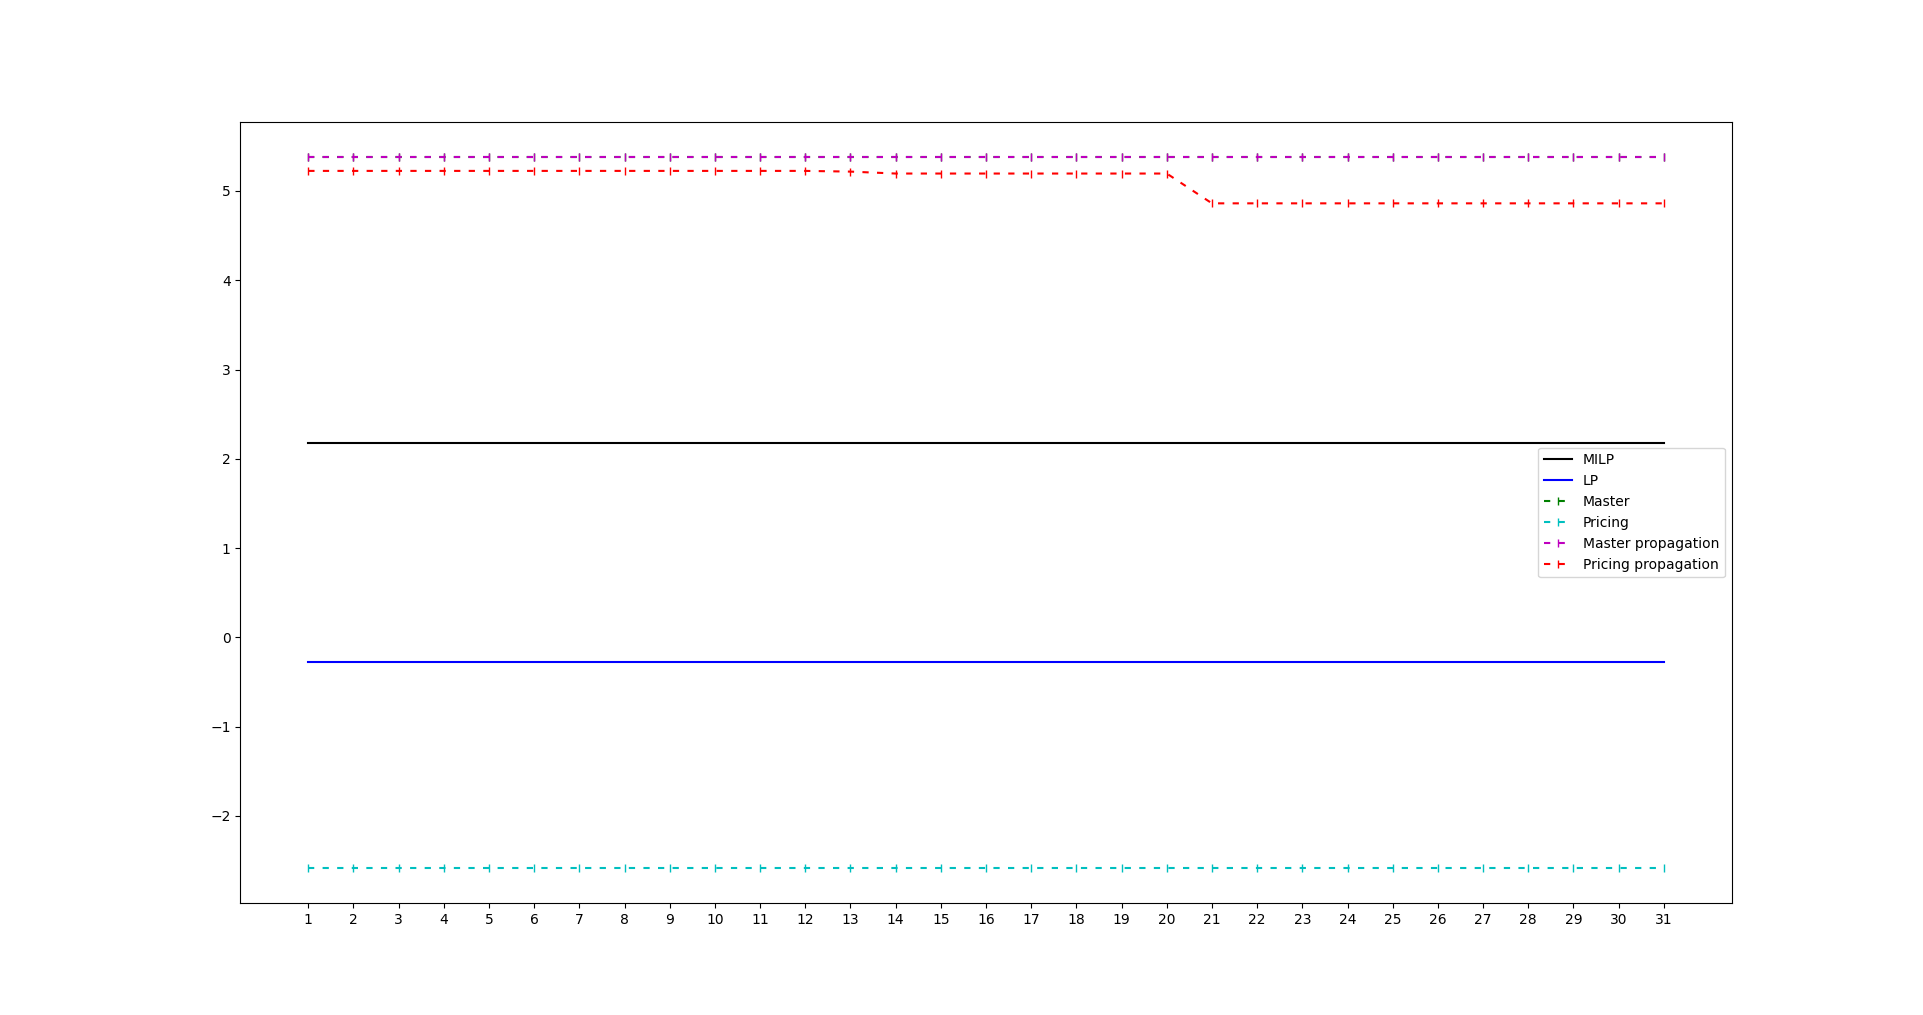 5
4
3
2
1
0
−1
−2
1 2 3 4 5 6 7 8 9 10 11 12 13 14 15 16 17 18 19 20 21 22 23 24 25 26 27 28 29 30 31
MILP
LP
Master
Pricing
Master propagation
Pricing propagation